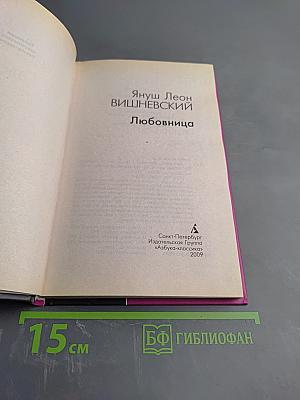 Януш Леон
ВИШНЕВСКИЙ
Любовница
Санкт-Петербург
Издательская Группа
«Азбука-классика»
2009
15 см
БФ ГИБЛИОФАН